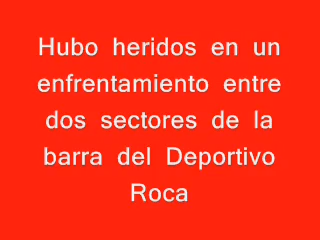 Hubo heridos en un
enfrentamiento entre
dos sectores de la
barra del Deportivo
Roca